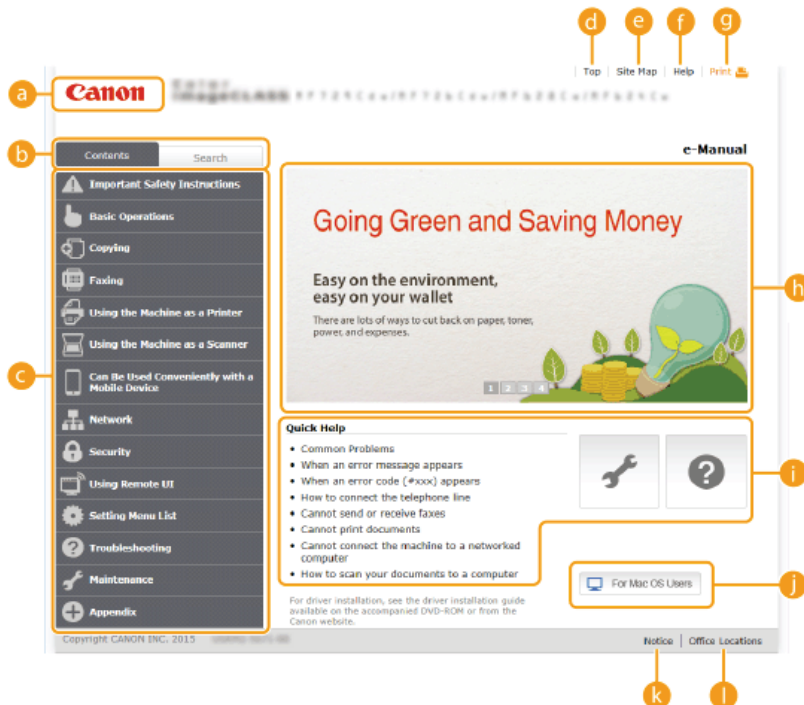 d e f g
Top | Site Map | Help | Print
a
Canon
b
Contents Search
e-Manual
Important Safety Instructions
Basic Operations
Copying
Faxing
Using the Machine as a Printer
Using the Machine as a Scanner
c
Can Be Used Conveniently with a
Mobile Device
Network
Security
Using Remote UI
Setting Menu List
Troubleshooting
Maintenance
Appendix
Going Green and Saving Money
Easy on the environment,
easy on your wallet
There are lots of ways to cut back on paper, toner,
power, and expenses.
h
1 2 3 4
Quick Help
• Common Problems
• When an error message appears
• When an error code (#xxx) appears
• How to connect the telephone line
• Cannot send or receive faxes
• Cannot print documents
• Cannot connect the machine to a networked
computer
• How to scan your documents to a computer
?
i
For Mac OS Users
j
For driver installation, see the driver installation guide
available on the accompanied DVD-ROM or from the
Canon website.
Copyright CANON INC. 2015
Notice | Office Locations
k l